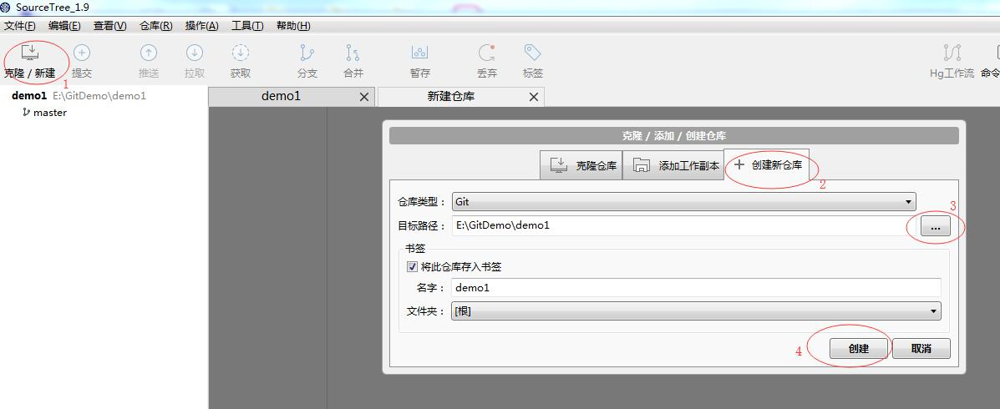 SourceTree_1.9
文件(F) 编辑(E) 查看(V) 仓库(R) 操作(A) 工具(T) 帮助(H)
克隆 / 新建 提交 推送 拉取 获取 分支 合并 暂存 丢弃 标签 Hg工作流 命令
1
demo1 E:\GitDemo\demo1
master
demo1 新建仓库
克隆 / 添加 / 创建仓库
克隆仓库 添加工作副本 创建新仓库
2
仓库类型： Git
3
目标路径： E:\GitDemo\demo1 ...
书签
将此仓库存入书签
名字： demo1
文件夹： [根]
4 创建 取消